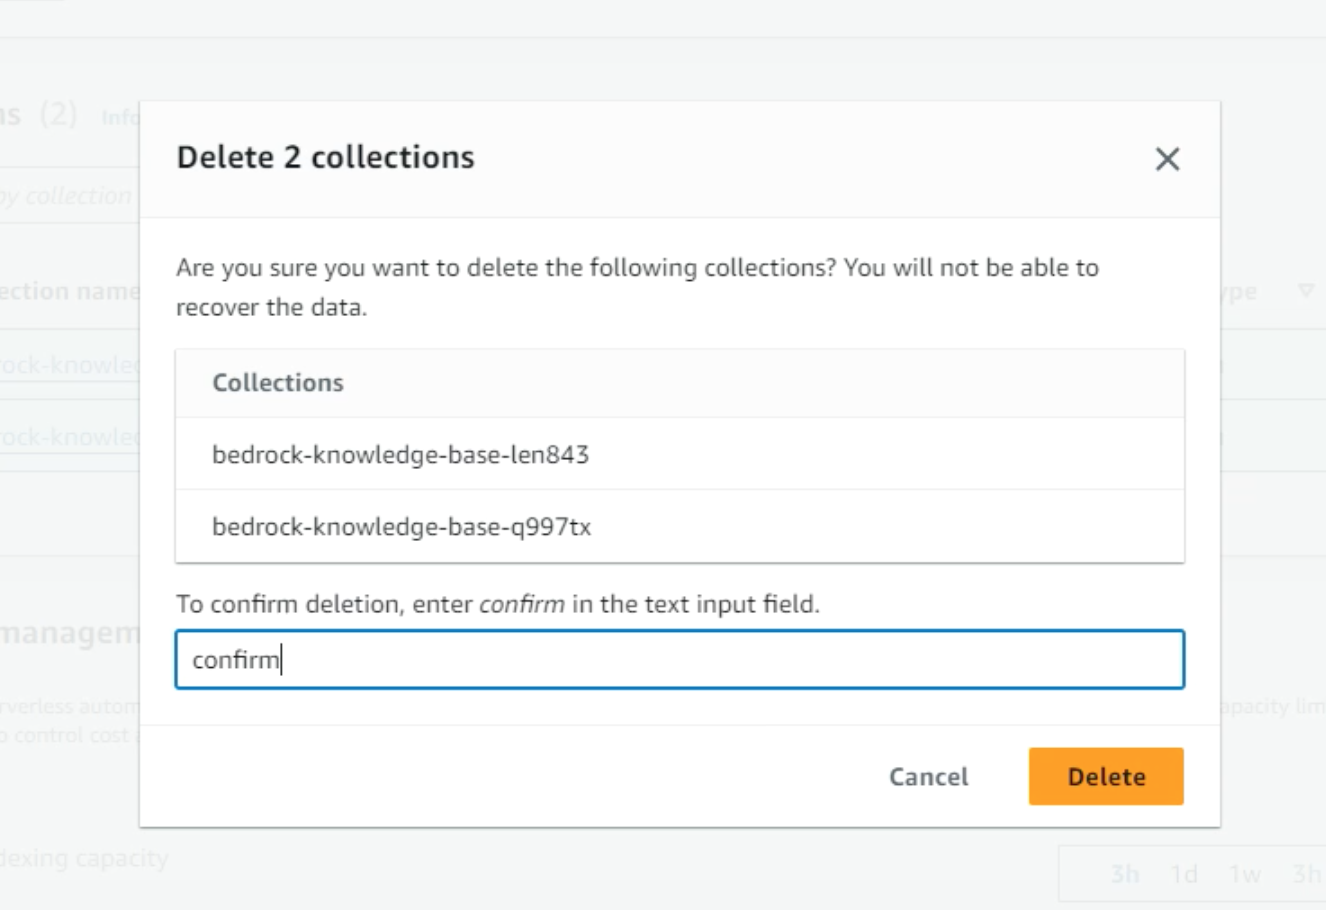 ns (2) Info
Delete 2 collections
by collection
Are you sure you want to delete the following collections? You will not be able to
recover the data.
ection name
ype
Collections
ock-knowled
bedrock-knowledge-base-len843
ock-knowled
bedrock-knowledge-base-q997tx
To confirm deletion, enter confirm in the text input field.
managem
confirm
rverless autom
apacity lim
o control cost a
Cancel
Delete
dexing capacity
3h 1d 1w 3h